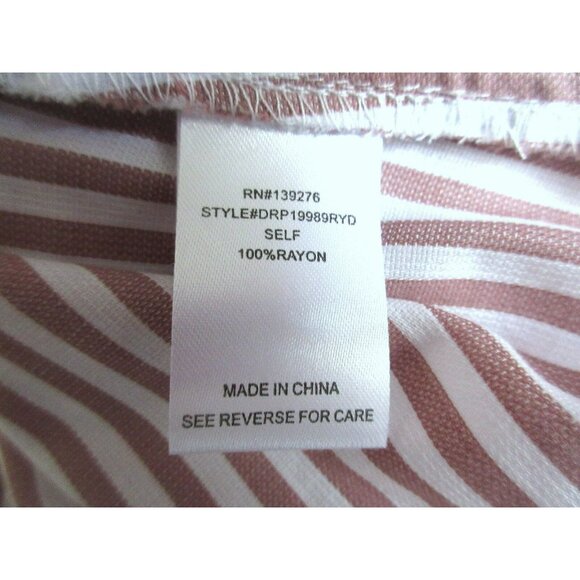 RN#139276
STYLE#DRP19989RYD
SELF
100%RAYON
MADE IN CHINA
SEE REVERSE FOR CARE